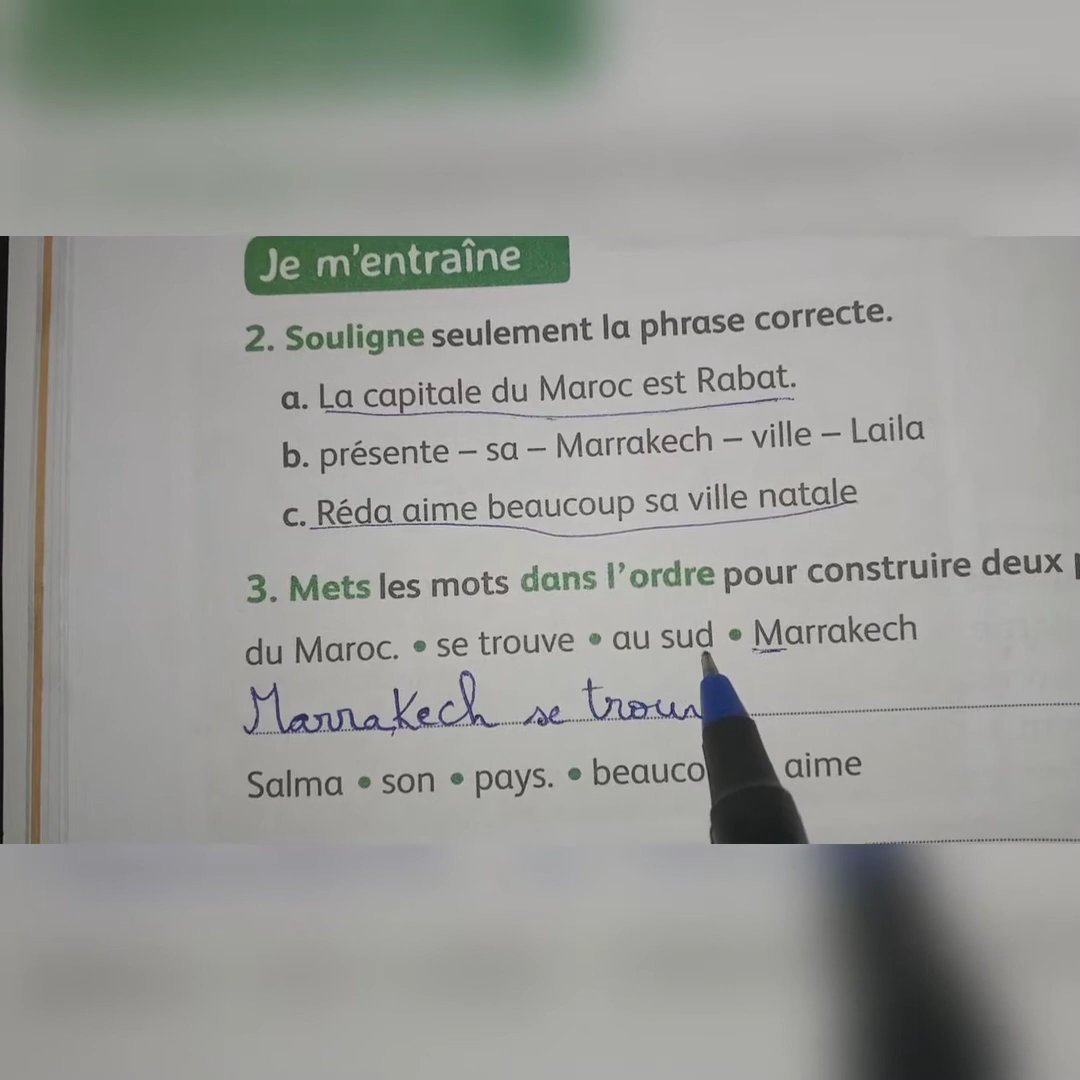 Je m'entraîne
2. Souligne seulement la phrase correcte.
a. La capitale du Maroc est Rabat.
b. présente – sa – Marrakech – ville – Laila
c. Réda aime beaucoup sa ville natale
3. Mets les mots dans l'ordre pour construire deux
du Maroc. • se trouve • au sud • Marrakech
Marrakech se trouv
Salma • son • pays. • beauco aime